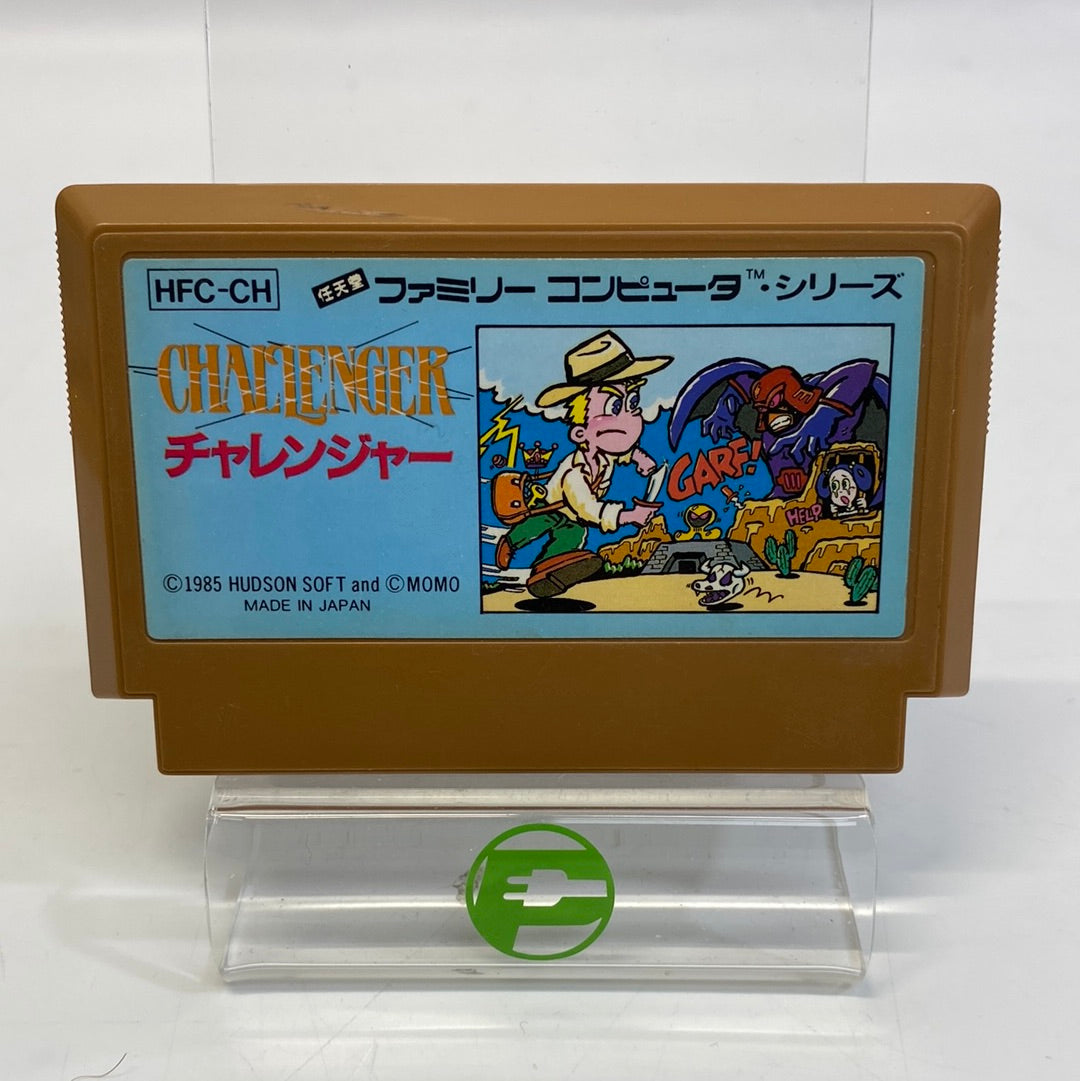 HFC-CH
任天堂 ファミリー コンピュータ™・シリーズ
CHALLENGER
チャレンジャー
GARF!
HELP
©1985 HUDSON SOFT and ©MOMO
MADE IN JAPAN